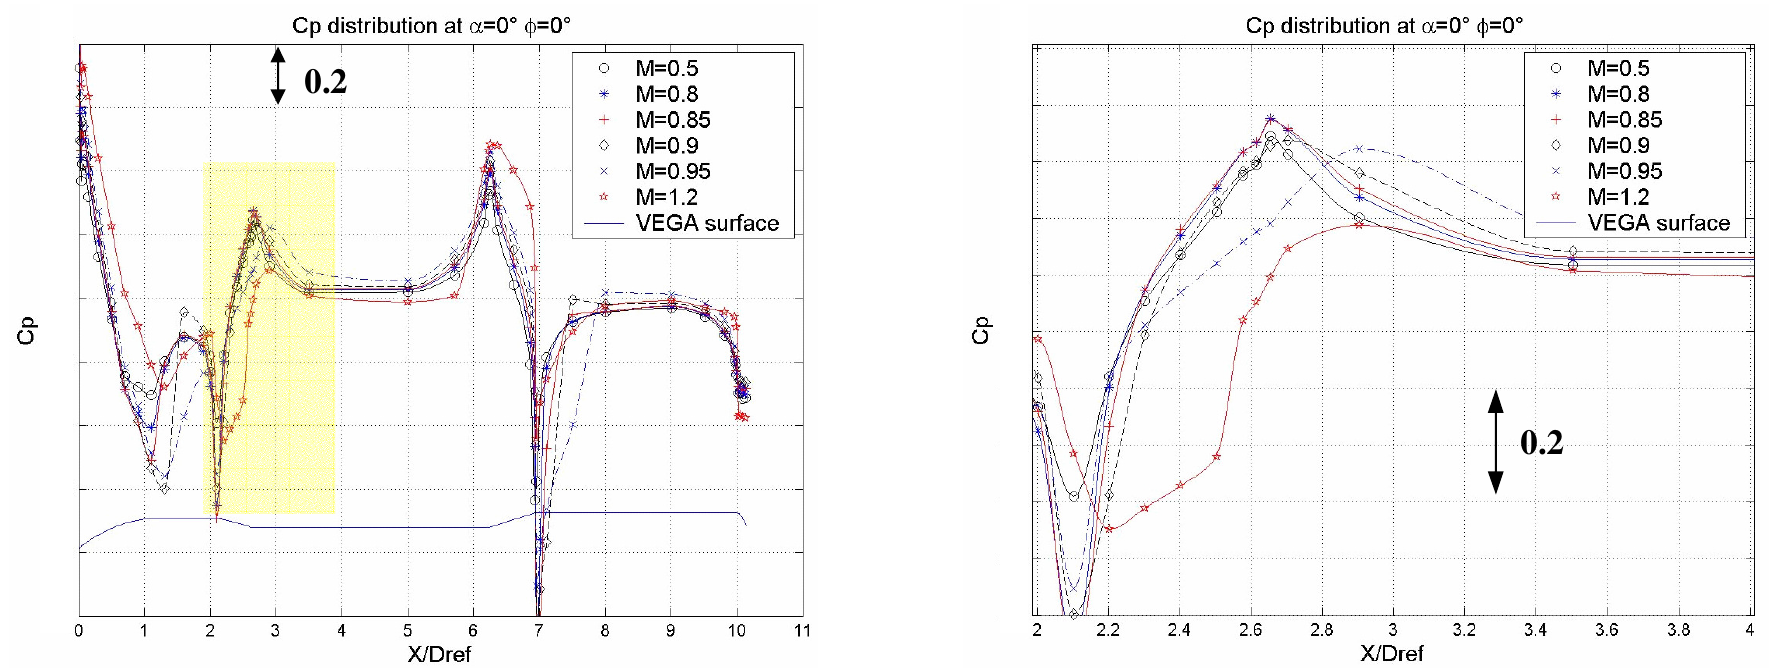 Cp distribution at α=0° ϕ=0°
0.2
M=0.5
M=0.8
M=0.85
M=0.9
M=0.95
M=1.2
VEGA surface
Cp
0 1 2 3 4 5 6 7 8 9 10 11
X/Dref
Cp distribution at α=0° ϕ=0°
M=0.5
M=0.8
M=0.85
M=0.9
M=0.95
M=1.2
VEGA surface
Cp
0.2
2 2.2 2.4 2.6 2.8 3 3.2 3.4 3.6 3.8 4
X/Dref